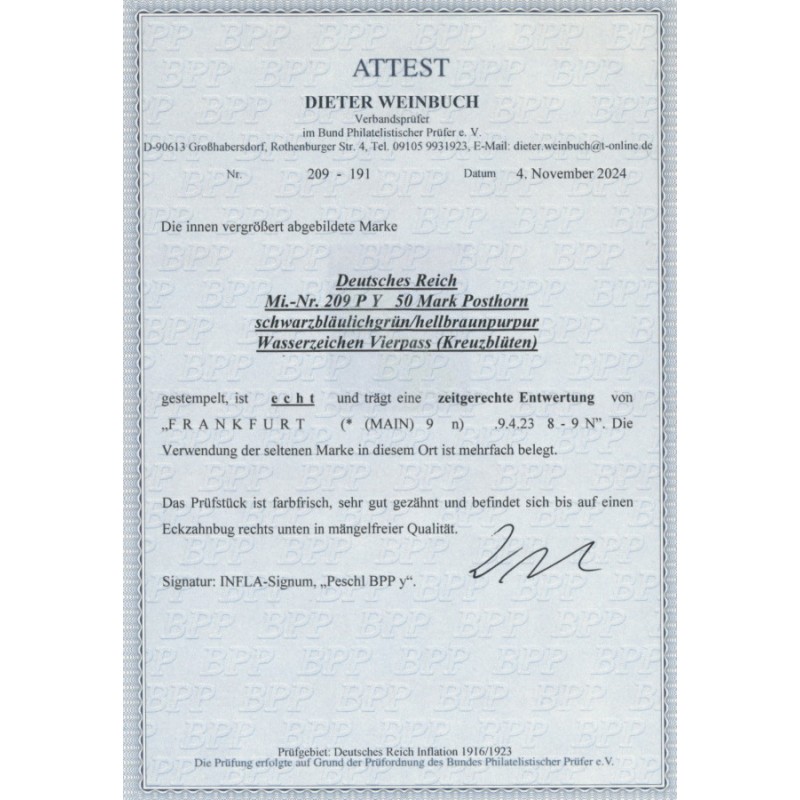 ATTEST
DIETER WEINBUCH
Verbandsprüfer
im Bund Philatelistischer Prüfer e. V.
D-90613 Großhabersdorf, Rothenburger Str. 4, Tel. 09105 9931923, E-Mail: dieter.weinbuch@t-online.de
Nr. 209 - 191 Datum 4. November 2024
Die innen vergrößert abgebildete Marke
Deutsches Reich
Mi.-Nr. 209 P Y 50 Mark Posthorn
schwarzbläulichgrün/hellbraunpurpur
Wasserzeichen Vierpass (Kreuzblüten)
gestempelt, ist e c h t und trägt eine zeitgerechte Entwertung von
„F R A N K F U R T (* (MAIN) 9 n) .9.4.23 8 - 9 N”. Die
Verwendung der seltenen Marke in diesem Ort ist mehrfach belegt.
Das Prüfstück ist farbfrisch, sehr gut gezähnt und befindet sich bis auf einen
Eckzahnbug rechts unten in mängelfreier Qualität.
Signatur: INFLA-Signum, „Peschl BPP y“.
Prüfgebiet: Deutsches Reich Inflation 1916/1923
Die Prüfung erfolgte auf Grund der Prüfordnung des Bundes Philatelistischer Prüfer e.V.